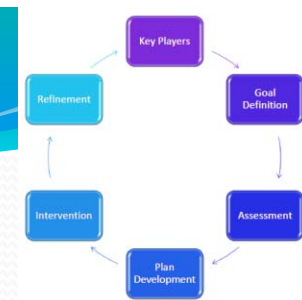 Key Players
Goal
Definition
Assessment
Plan
Development
Intervention
Refinement